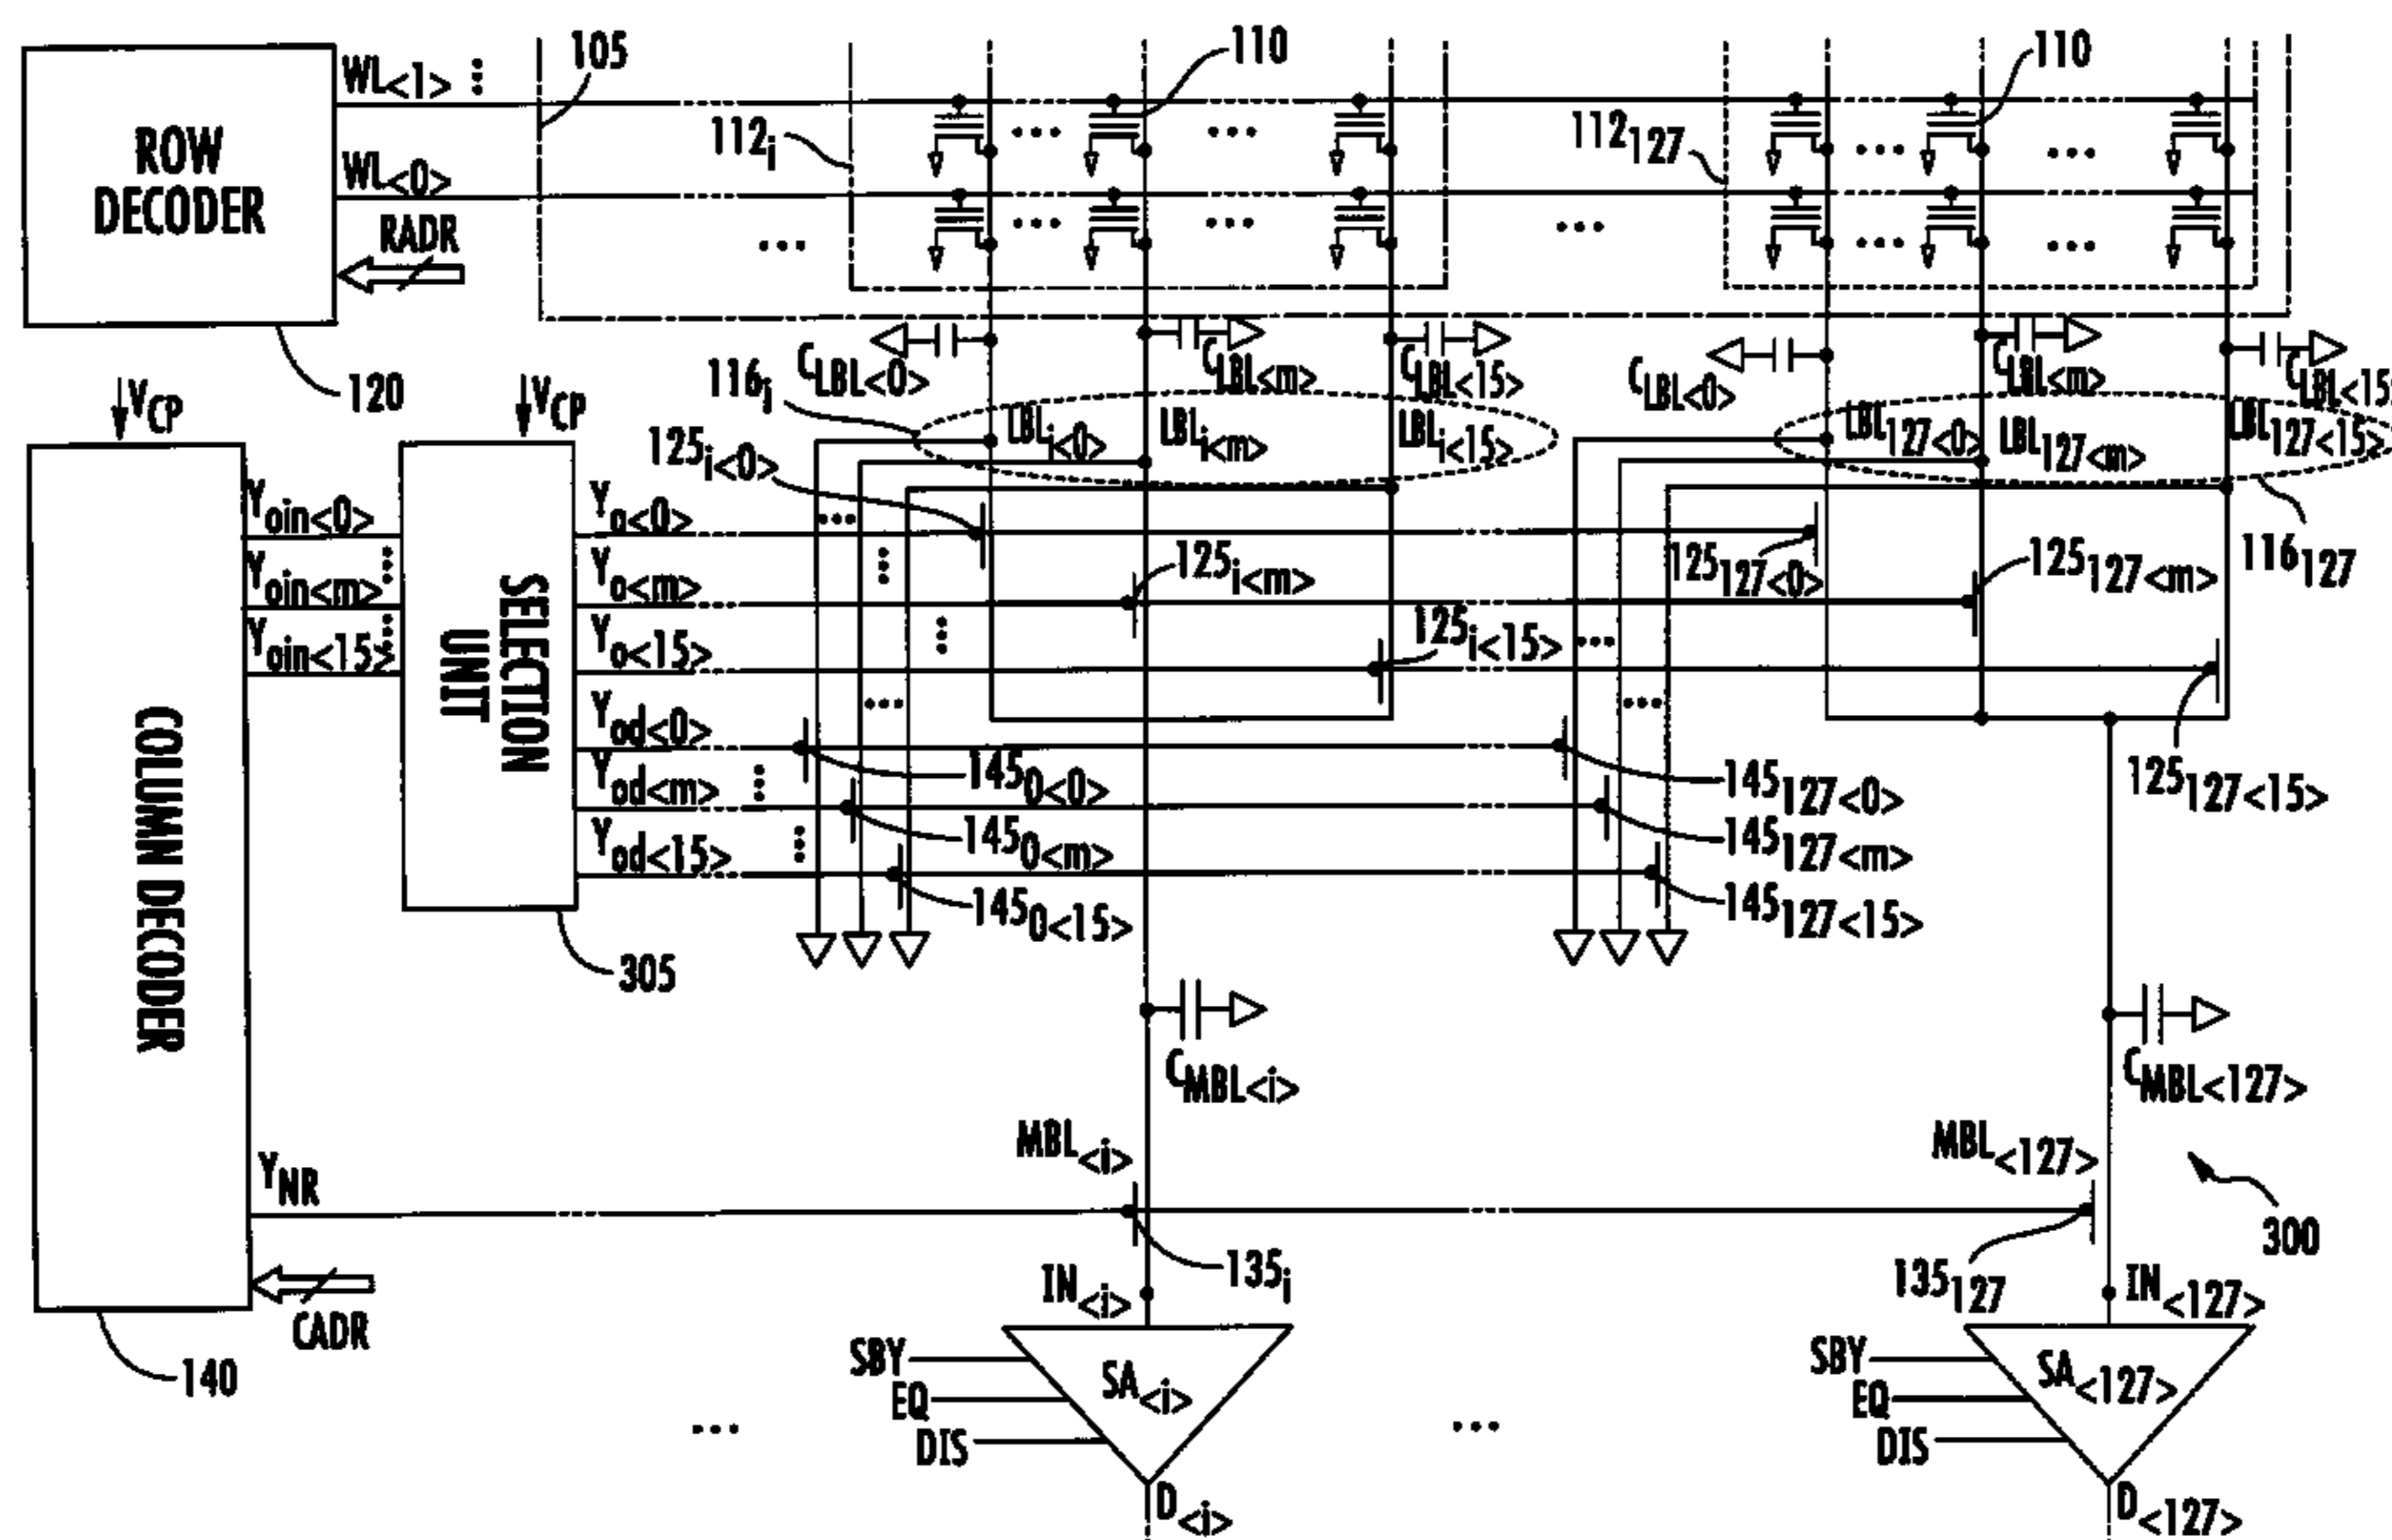 WL<1>
105
110
110
ROW
DECODER
112i
112127
WL<0>
RADR
120
VCP
VCP
116i
CLBL<0>
CLBL<m>
CLBL<15>
CLBL<0>
CLBL<m>
CLBL<15>
125i<0>
LBLi<0>
LBLi<m>
LBLi<15>
LBL127<0>
LBL127<m>
LBL127<15>
Yoin<0>
Yo<0>
Yoin<m>
Yo<m>
125i<m>
125127<0>
125127<m>
116127
Yoin<15>
Yo<15>
125i<15>
SELECTION
UNIT
COLUMN DECODER
Yod<0>
1450<0>
145127<0>
125127<15>
Yod<m>
1450<m>
145127<m>
Yod<15>
1450<15>
145127<15>
305
CMBL<i>
CMBL<127>
MBL<i>
MBL<127>
YNR
300
135i
135127
IN<i>
IN<127>
CADR
140
SBY
EQ
DIS
SA<i>
SBY
EQ
DIS
SA<127>
D<i>
D<127>